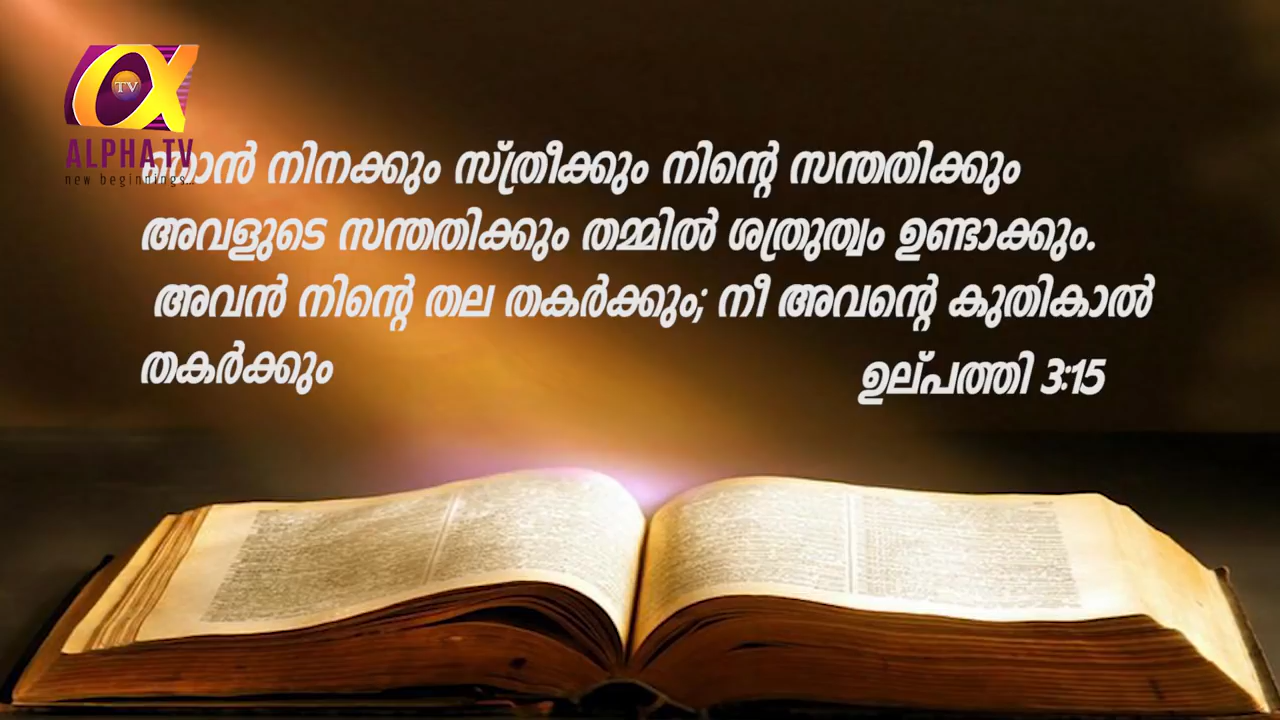 TV
ALPHA TV
new beginnings...
ഞാൻ നിനക്കും സ്ത്രീക്കും നിന്റെ സന്തതിക്കും
അവളുടെ സന്തതിക്കും തമ്മിൽ ശത്രുത്വം ഉണ്ടാക്കും.
അവൻ നിന്റെ തല തകർക്കും; നീ അവന്റെ കുതികാൽ
തകർക്കും
ഉല്പത്തി 3:15